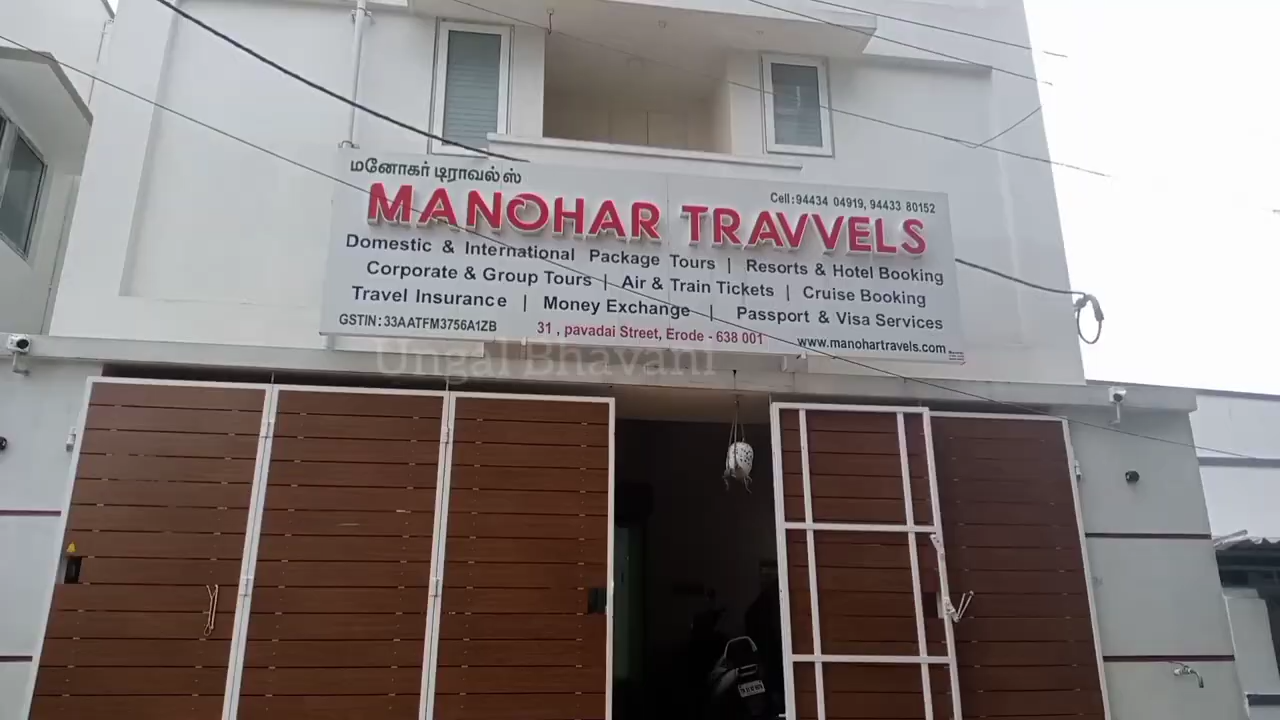 மனோகர் டிராவல்ஸ்
Cell:94434 04919, 94433 80152
MANOHAR TRAVVELS
Domestic & International Package Tours | Resorts & Hotel Booking
Corporate & Group Tours | Air & Train Tickets | Cruise Booking
Travel Insurance | Money Exchange | Passport & Visa Services
GSTIN:33AATFM3756A1ZB 31 , pavadai Street, Erode - 638 001 www.manohartravels.com
Ungal Bhavani